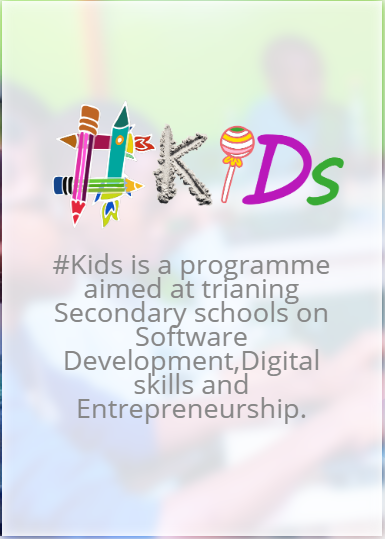 #KiDs
#Kids is a programme
aimed at trianing
Secondary schools on
Software
Development,Digital
skills and
Entrepreneurship.